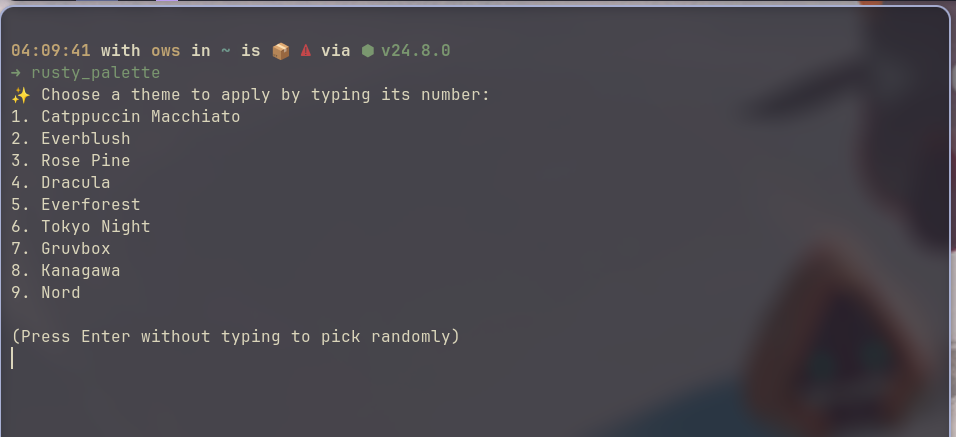 04:09:41 with ows in ~ is 📦 via v24.8.0
→ rusty_palette
✨ Choose a theme to apply by typing its number:
1. Catppuccin Macchiato
2. Everblush
3. Rose Pine
4. Dracula
5. Everforest
6. Tokyo Night
7. Gruvbox
8. Kanagawa
9. Nord
(Press Enter without typing to pick randomly)